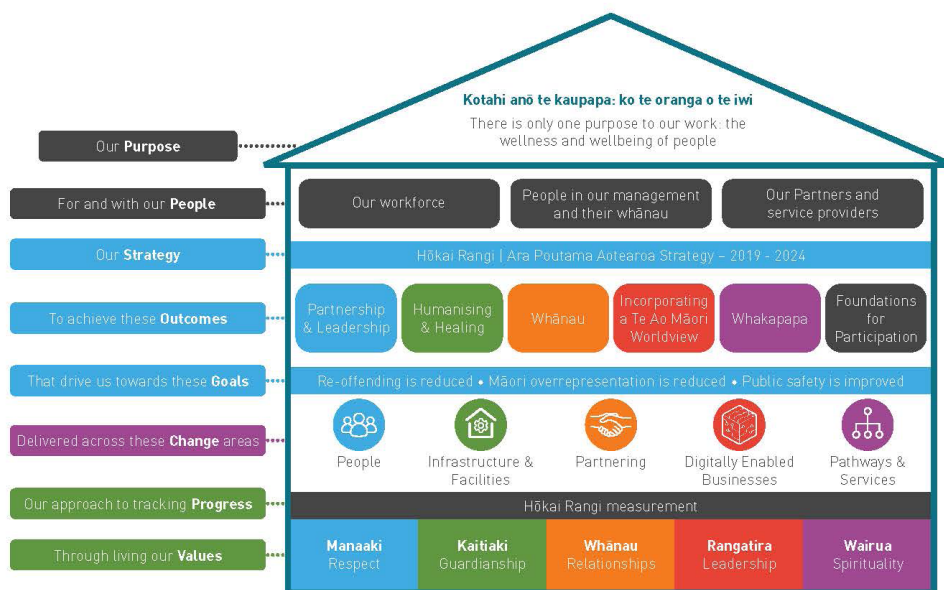 Kotahi anō te kaupapa: ko te oranga o te iwi
There is only one purpose to our work: the
wellness and wellbeing of people
Our Purpose
For and with our People
Our workforce
People in our management
and their whānau
Our Partners and
service providers
Our Strategy
Hōkai Rangi | Ara Poutama Aotearoa Strategy – 2019 - 2024
To achieve these Outcomes
Partnership
& Leadership
Humanising
& Healing
Whānau
Incorporating
a Te Ao Māori
Worldview
Whakapapa
Foundations
for
Participation
That drive us towards these Goals
Re-offending is reduced • Māori overrepresentation is reduced • Public safety is improved
Delivered across these Change areas
People
Infrastructure &
Facilities
Partnering
Digitally Enabled
Businesses
Pathways &
Services
Our approach to tracking Progress
Hōkai Rangi measurement
Through living our Values
Manaaki
Respect
Kaitiaki
Guardianship
Whānau
Relationships
Rangatira
Leadership
Wairua
Spirituality